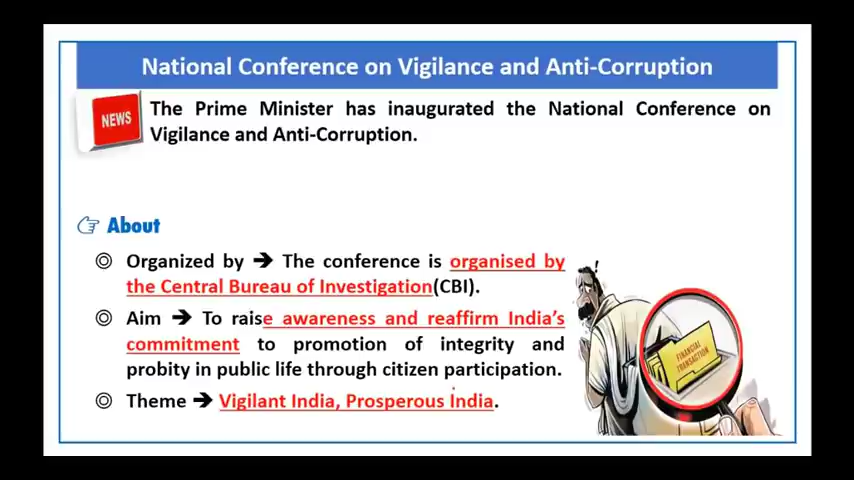 National Conference on Vigilance and Anti-Corruption
NEWS
The Prime Minister has inaugurated the National Conference on
Vigilance and Anti-Corruption.
About
Organized by ➔ The conference is organised by
the Central Bureau of Investigation(CBI).
Aim ➔ To raise awareness and reaffirm India's
commitment to promotion of integrity and
probity in public life through citizen participation.
Theme ➔ Vigilant India, Prosperous India.
FINANCIAL
TRANSACTION